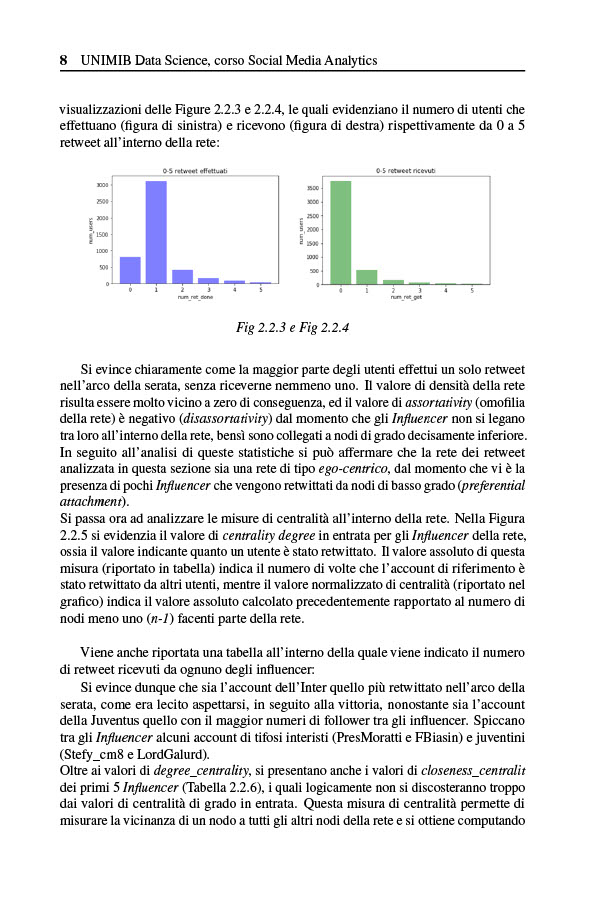 8 UNIMIB Data Science, corso Social Media Analytics
visualizzazioni delle Figure 2.2.3 e 2.2.4, le quali evidenziano il numero di utenti che
effettuano (figura di sinistra) e ricevono (figura di destra) rispettivamente da 0 a 5
retweet all'interno della rete:
0-5 retweet effettuati
num_users
3000
2500
2000
1500
1000
500
0
0 1 2 3 4 5
num_ret_done
0-5 retweet ricevuti
num_users
3500
3000
2500
2000
1500
1000
500
0
0 1 2 3 4 5
num_ret_get
Fig 2.2.3 e Fig 2.2.4
Si evince chiaramente come la maggior parte degli utenti effettui un solo retweet
nell'arco della serata, senza riceverne nemmeno uno. Il valore di densità della rete
risulta essere molto vicino a zero di conseguenza, ed il valore di assortativity (omofilia
della rete) è negativo (disassortativity) dal momento che gli Influencer non si legano
tra loro all'interno della rete, bensì sono collegati a nodi di grado decisamente inferiore.
In seguito all'analisi di queste statistiche si può affermare che la rete dei retweet
analizzata in questa sezione sia una rete di tipo ego-centrico, dal momento che vi è la
presenza di pochi Influencer che vengono retwittati da nodi di basso grado (preferential
attachment).
Si passa ora ad analizzare le misure di centralità all'interno della rete. Nella Figura
2.2.5 si evidenzia il valore di centrality degree in entrata per gli Influencer della rete,
ossia il valore indicante quanto un utente è stato retwittato. Il valore assoluto di questa
misura (riportato in tabella) indica il numero di volte che l'account di riferimento è
stato retwittato da altri utenti, mentre il valore normalizzato di centralità (riportato nel
grafico) indica il valore assoluto calcolato precedentemente rapportato al numero di
nodi meno uno (n-1) facenti parte della rete.
Viene anche riportata una tabella all'interno della quale viene indicato il numero
di retweet ricevuti da ognuno degli influencer:
Si evince dunque che sia l'account dell'Inter quello più retwittato nell'arco della
serata, come era lecito aspettarsi, in seguito alla vittoria, nonostante sia l'account
della Juventus quello con il maggior numeri di follower tra gli influencer. Spiccano
tra gli Influencer alcuni account di tifosi interisti (PresMoratti e FBiasin) e juventini
(Stefy_cm8 e LordGalurd).
Oltre ai valori di degree_centrality, si presentano anche i valori di closeness_centralit
dei primi 5 Influencer (Tabella 2.2.6), i quali logicamente non si discosteranno troppo
dai valori di centralità di grado in entrata. Questa misura di centralità permette di
misurare la vicinanza di un nodo a tutti gli altri nodi della rete e si ottiene computando